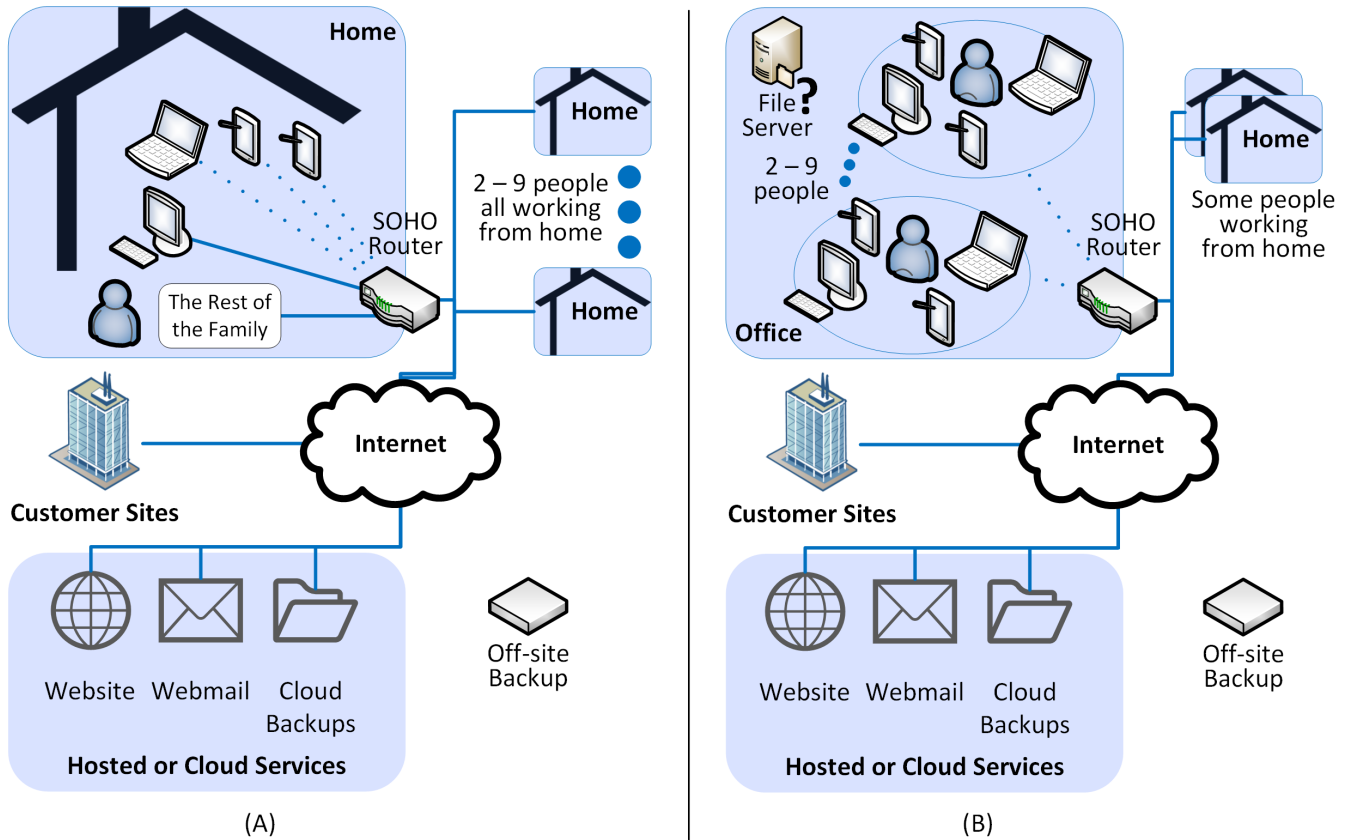 Home
SOHO
Router
The Rest of
the Family
Home
2 – 9 people
all working
from home
Home
Internet
Customer Sites
Website
Webmail
Cloud
Backups
Hosted or Cloud Services
Off-site
Backup
(A)
File ?
Server
2 – 9
people
SOHO
Router
Office
Home
Some people
working
from home
Internet
Customer Sites
Website
Webmail
Cloud
Backups
Hosted or Cloud Services
Off-site
Backup
(B)